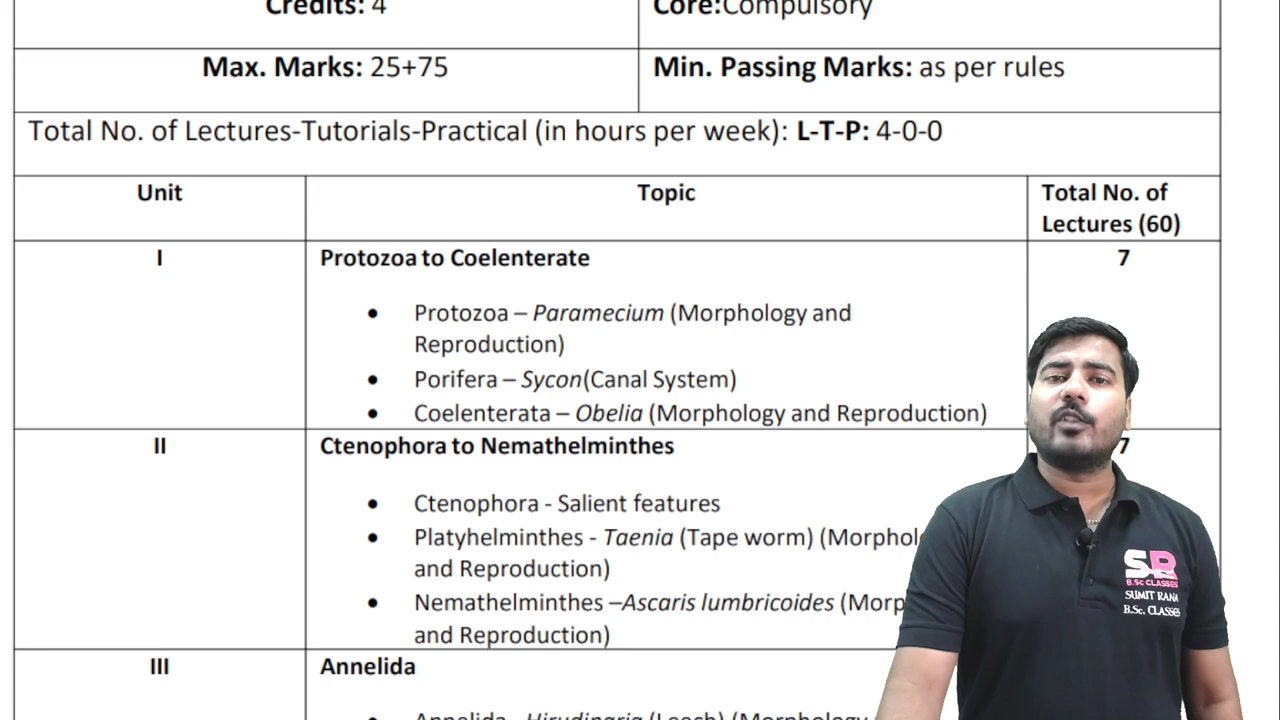 Credits: 4
Core:Compulsory
Max. Marks: 25+75
Min. Passing Marks: as per rules
Total No. of Lectures-Tutorials-Practical (in hours per week): L-T-P: 4-0-0
Unit
Topic
Total No. of
Lectures (60)
I
Protozoa to Coelenterate
7
• Protozoa – Paramecium (Morphology and
Reproduction)
• Porifera – Sycon(Canal System)
• Coelenterata – Obelia (Morphology and Reproduction)
II
Ctenophora to Nemathelminthes
7
• Ctenophora - Salient features
• Platyhelminthes - Taenia (Tape worm)
and Reproduction)
• Nemathelminthes –Ascaris lumbricoides
and Reproduction)
III
Annelida
• Annelida - Hirudinaria (Leech) (Morphology
SR
B.SC CLASSES
SUMIT RANA
B.Sc. CLASSES